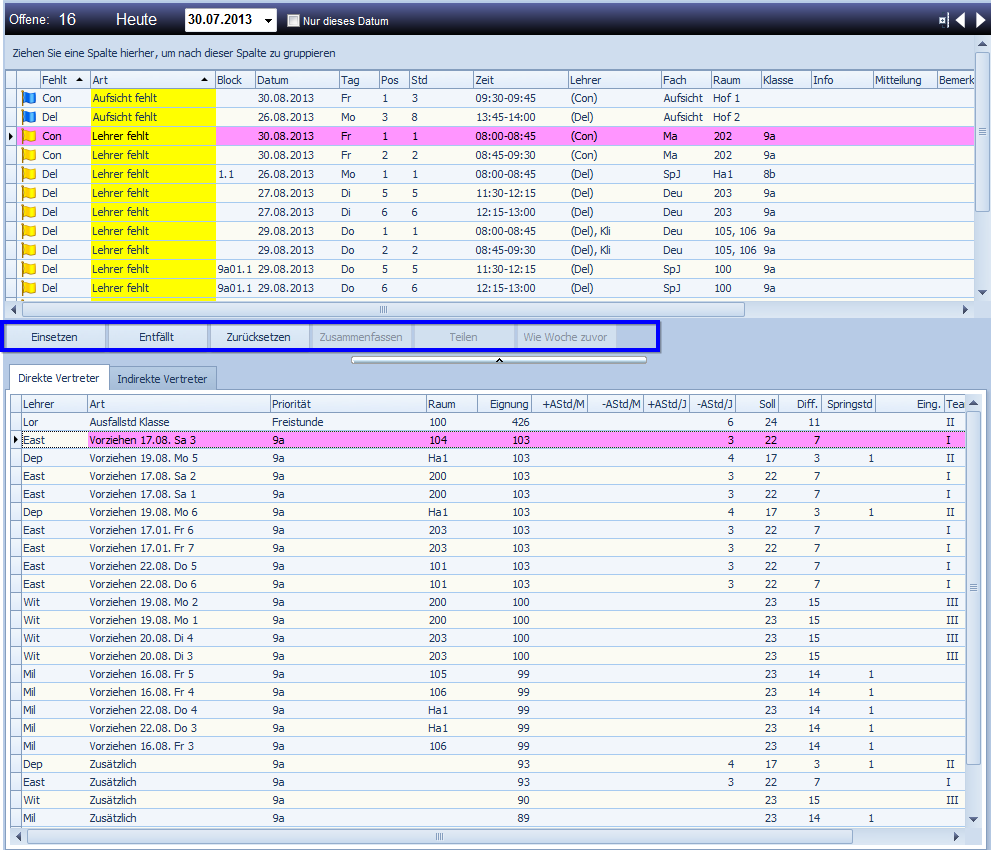 Offene: 16 Heute 30.07.2013 Nur dieses Datum
Ziehen Sie eine Spalte hierher, um nach dieser Spalte zu gruppieren
Fehlt Art Block Datum Tag Pos Std Zeit Lehrer Fach Raum Klasse Info Mitteilung Bemerk
Con Aufsicht fehlt 30.08.2013 Fr 1 3 09:30-09:45 (Con) Aufsicht Hof 1
Del Aufsicht fehlt 26.08.2013 Mo 3 8 13:45-14:00 (Del) Aufsicht Hof 2
Con Lehrer fehlt 30.08.2013 Fr 1 1 08:00-08:45 (Con) Ma 202 9a
Con Lehrer fehlt 30.08.2013 Fr 2 2 08:45-09:30 (Con) Ma 202 9a
Del Lehrer fehlt 1.1 26.08.2013 Mo 1 1 08:00-08:45 (Del) SpJ Ha1 8b
Del Lehrer fehlt 27.08.2013 Di 5 5 11:30-12:15 (Del) Deu 203 9a
Del Lehrer fehlt 27.08.2013 Di 6 6 12:15-13:00 (Del) Deu 203 9a
Del Lehrer fehlt 29.08.2013 Do 1 1 08:00-08:45 (Del), Kli Deu 105, 106 9a
Del Lehrer fehlt 29.08.2013 Do 2 2 08:45-09:30 (Del), Kli Deu 105, 106 9a
Del Lehrer fehlt 9a01.1 29.08.2013 Do 5 5 11:30-12:15 (Del) SpJ 100 9a
Del Lehrer fehlt 9a01.1 29.08.2013 Do 6 6 12:15-13:00 (Del) SpJ 100 9a
Einsetzen Entfällt Zurücksetzen Zusammenfassen Teilen Wie Woche zuvor
Direkte Vertreter Indirekte Vertreter
Lehrer Art Priorität Raum Eignung +AStd/M -AStd/M +AStd/J -AStd/J Soll Diff. Springstd Eing. Tea
Lor Ausfallstd Klasse Freistunde 100 426 6 24 11 II
East Vorziehen 17.08. Sa 3 9a 104 103 3 22 7 I
Dep Vorziehen 19.08. Mo 5 9a Ha1 103 4 17 3 1 II
East Vorziehen 17.08. Sa 2 9a 200 103 3 22 7 I
East Vorziehen 17.08. Sa 1 9a 200 103 3 22 7 I
Dep Vorziehen 19.08. Mo 6 9a Ha1 103 4 17 3 1 II
East Vorziehen 17.01. Fr 6 9a 203 103 3 22 7 I
East Vorziehen 17.01. Fr 7 9a 203 103 3 22 7 I
East Vorziehen 22.08. Do 5 9a 101 103 3 22 7 I
East Vorziehen 22.08. Do 6 9a 101 103 3 22 7 I
Wit Vorziehen 19.08. Mo 2 9a 200 100 23 15 III
Wit Vorziehen 19.08. Mo 1 9a 200 100 23 15 III
Wit Vorziehen 20.08. Di 4 9a 203 100 23 15 III
Wit Vorziehen 20.08. Di 3 9a 203 100 23 15 III
Mil Vorziehen 16.08. Fr 5 9a 105 99 23 14 1
Mil Vorziehen 16.08. Fr 4 9a 106 99 23 14 1
Mil Vorziehen 22.08. Do 4 9a Ha1 99 23 14 1
Mil Vorziehen 22.08. Do 3 9a Ha1 99 23 14 1
Mil Vorziehen 16.08. Fr 3 9a 106 99 23 14 1
Dep Zusätzlich 9a 93 4 17 3 1 II
East Zusätzlich 9a 93 3 22 7 I
Wit Zusätzlich 9a 90 23 15 III
Mil Zusätzlich 9a 89 23 14 1